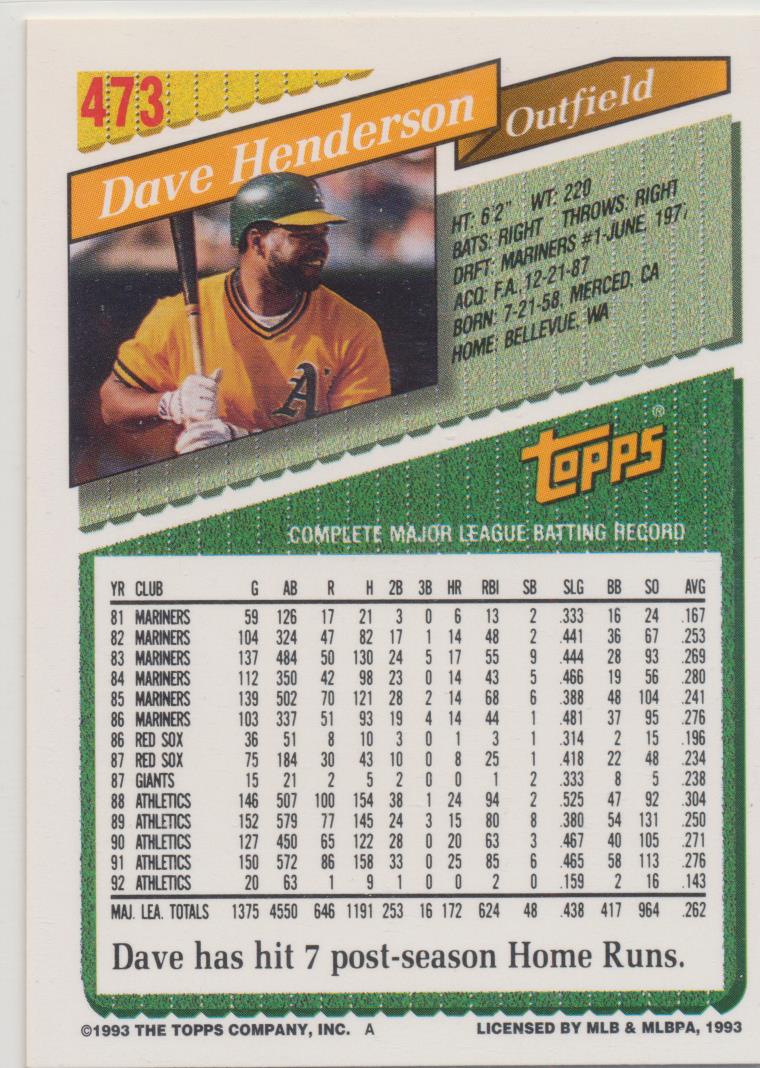 473
Dave Henderson
Outfield
HT: 6'2" WT: 220
BATS: RIGHT THROWS: RIGHT
DRFT: MARINERS #1-JUNE,
ACQ: F.A. 12-21-87
BORN: 7-21-58, MERCED, CA
HOME: BELLEVUE, WA
A's
topps®
COMPLETE MAJOR LEAGUE BATTING RECORD
YR CLUB G AB R H 2B 3B HR RBI SB SLG BB SO AVG
81 MARINERS 59 126 17 21 3 0 6 13 2 .333 16 24 .167
82 MARINERS 104 324 47 82 17 1 14 48 2 .441 36 67 .253
83 MARINERS 137 484 50 130 24 5 17 55 9 .444 28 93 .269
84 MARINERS 112 350 42 98 23 0 14 43 5 .466 19 56 .280
85 MARINERS 139 502 70 121 28 2 14 68 6 .388 48 104 .241
86 MARINERS 103 337 51 93 19 4 14 44 1 .481 37 95 .276
86 RED SOX 36 51 8 10 3 0 1 3 1 .314 2 15 .196
87 RED SOX 75 184 30 43 10 0 8 25 1 .418 22 48 .234
87 GIANTS 15 21 2 5 2 0 0 1 2 .333 8 5 .238
88 ATHLETICS 146 507 100 154 38 1 24 94 2 .525 47 92 .304
89 ATHLETICS 152 579 77 145 24 3 15 80 8 .380 54 131 .250
90 ATHLETICS 127 450 65 122 28 0 20 63 3 .467 40 105 .271
91 ATHLETICS 150 572 86 158 33 0 25 85 6 .465 58 113 .276
92 ATHLETICS 20 63 1 9 1 0 0 2 0 .159 2 16 .143
MAJ. LEA. TOTALS 1375 4550 646 1191 253 16 172 624 48 .438 417 964 .262
Dave has hit 7 post-season Home Runs.
©1993 THE TOPPS COMPANY, INC. A LICENSED BY MLB & MLBPA, 1993